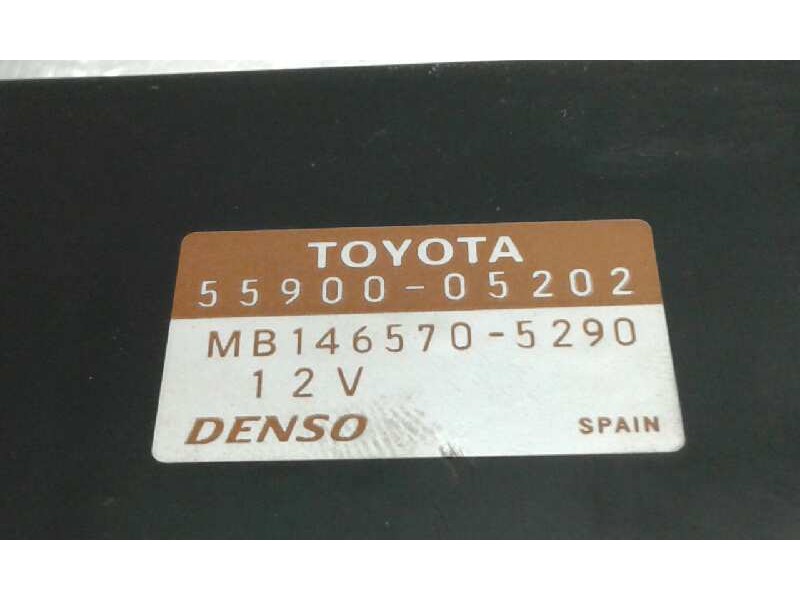 TOYOTA
55900-05202
MB146570-5290
12V
DENSO
SPAIN